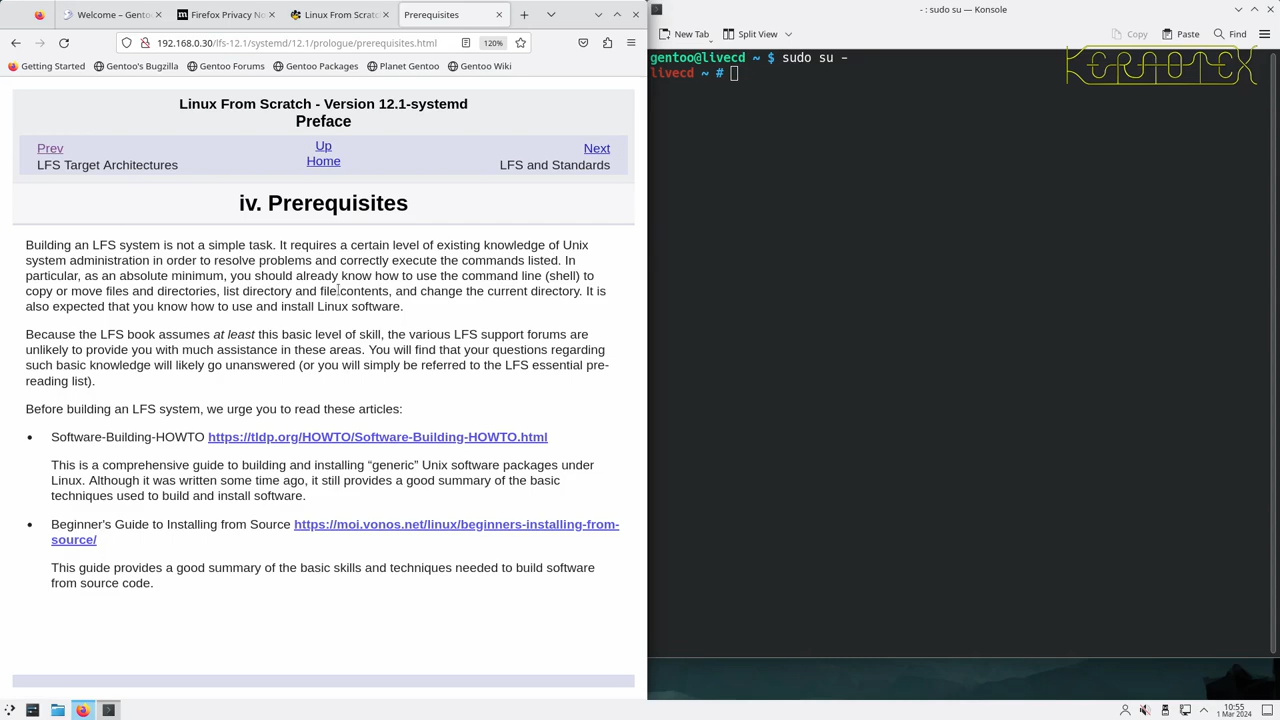 Welcome – Gento
Firefox Privacy No
Linux From Scratc
Prerequisites
192.168.0.30/lfs-12.1/systemd/12.1/prologue/prerequisites.html
120%
Getting Started
Gentoo's Bugzilla
Gentoo Forums
Gentoo Packages
Planet Gentoo
Gentoo Wiki
Linux From Scratch - Version 12.1-systemd
Preface
Prev
Up
Next
LFS Target Architectures
Home
LFS and Standards
iv. Prerequisites
Building an LFS system is not a simple task. It requires a certain level of existing knowledge of Unix
system administration in order to resolve problems and correctly execute the commands listed. In
particular, as an absolute minimum, you should already know how to use the command line (shell) to
copy or move files and directories, list directory and file contents, and change the current directory. It is
also expected that you know how to use and install Linux software.
Because the LFS book assumes at least this basic level of skill, the various LFS support forums are
unlikely to provide you with much assistance in these areas. You will find that your questions regarding
such basic knowledge will likely go unanswered (or you will simply be referred to the LFS essential pre-
reading list).
Before building an LFS system, we urge you to read these articles:
• Software-Building-HOWTO https://tldp.org/HOWTO/Software-Building-HOWTO.html
This is a comprehensive guide to building and installing “generic” Unix software packages under
Linux. Although it was written some time ago, it still provides a good summary of the basic
techniques used to build and install software.
• Beginner's Guide to Installing from Source https://moi.vonos.net/linux/beginners-installing-from-
source/
This guide provides a good summary of the basic skills and techniques needed to build software
from source code.
- : sudo su — Konsole
New Tab
Split View
Copy
Paste
Find
gentoo@livecd ~ $ sudo su -
livecd ~ #
KERNOTEX
10:55
1 Mar 2024